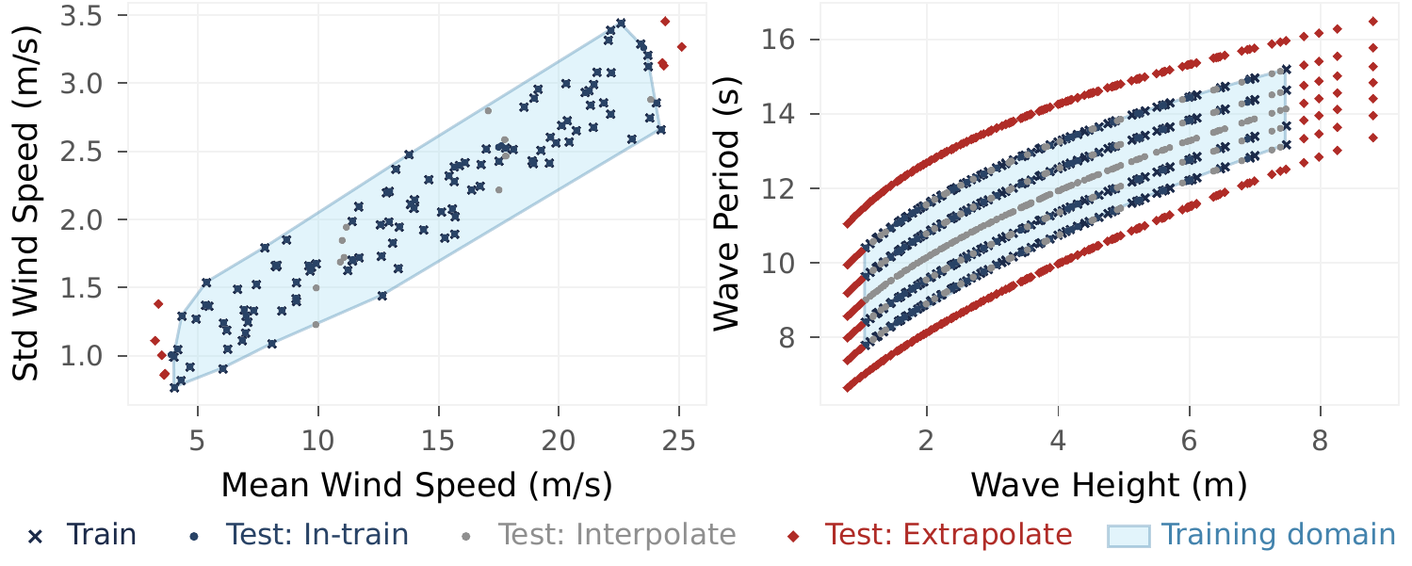 3.5
3.0
2.5
2.0
1.5
1.0
Std Wind Speed (m/s)
5 10 15 20 25
Mean Wind Speed (m/s)
16
14
12
10
8
Wave Period (s)
2 4 6 8
Wave Height (m)
Train Test: In-train Test: Interpolate Test: Extrapolate Training domain